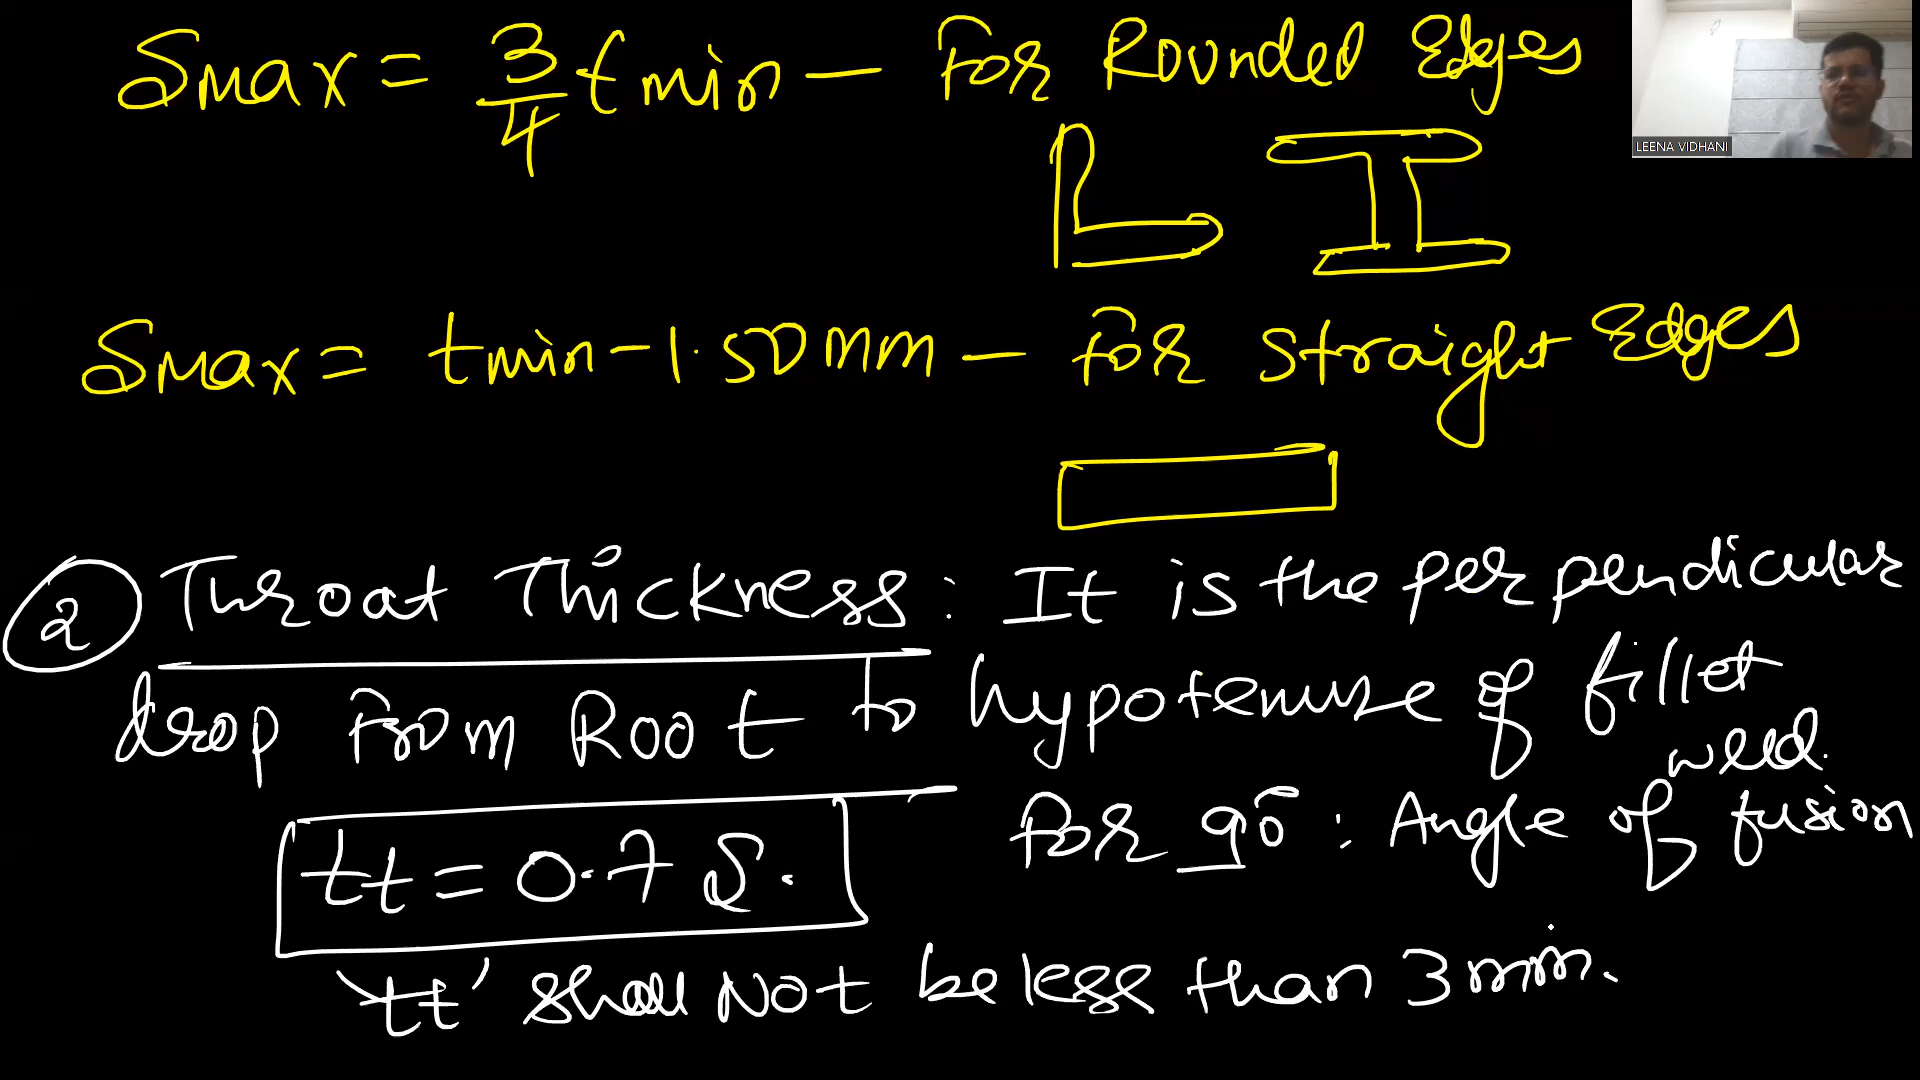 Smax = 3/4 tmin — For Rounded Edges
LEENA VIDHANI
Smax = tmin - 1.50mm — for straight Edges
2 Throat Thickness : It is the perpendicular
drop from Root to hypotenuse of fillet
weld.
tt = 0.7 S. for 90° : Angle of fusion
'tt' shall Not be less than 3mm.